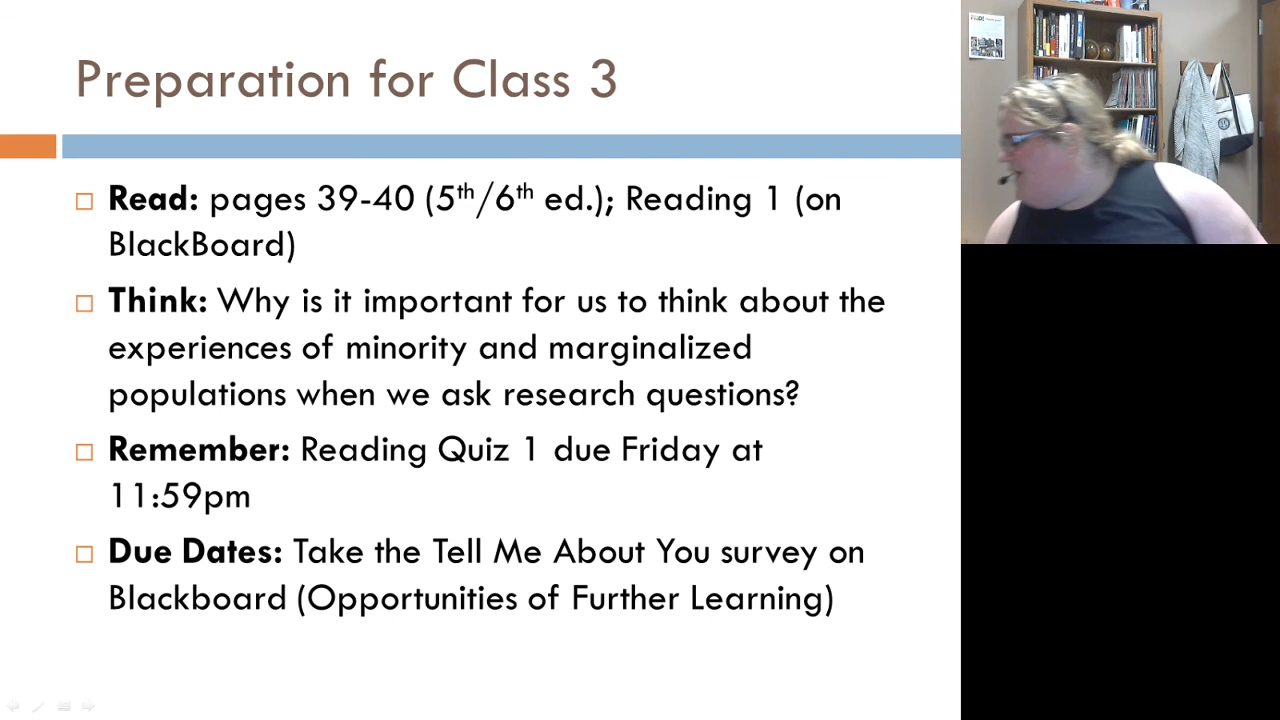 Preparation for Class 3
Read: pages 39-40 (5th/6th ed.); Reading 1 (on
BlackBoard)
Think: Why is it important for us to think about the
experiences of minority and marginalized
populations when we ask research questions?
Remember: Reading Quiz 1 due Friday at
11:59pm
Due Dates: Take the Tell Me About You survey on
Blackboard (Opportunities of Further Learning)